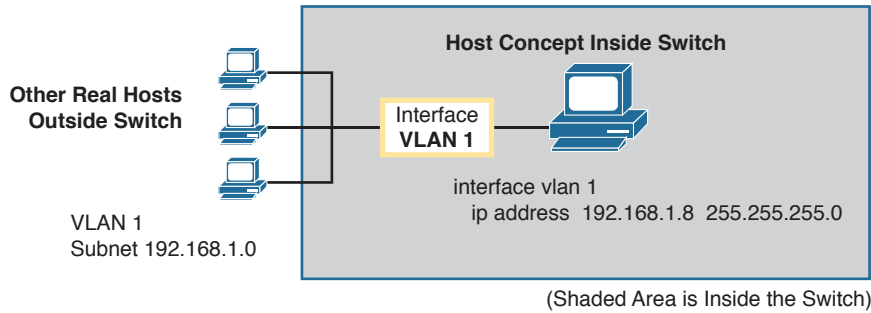 Host Concept Inside Switch
Other Real Hosts
Outside Switch
Interface
VLAN 1
interface vlan 1
ip address 192.168.1.8 255.255.255.0
VLAN 1
Subnet 192.168.1.0
(Shaded Area is Inside the Switch)